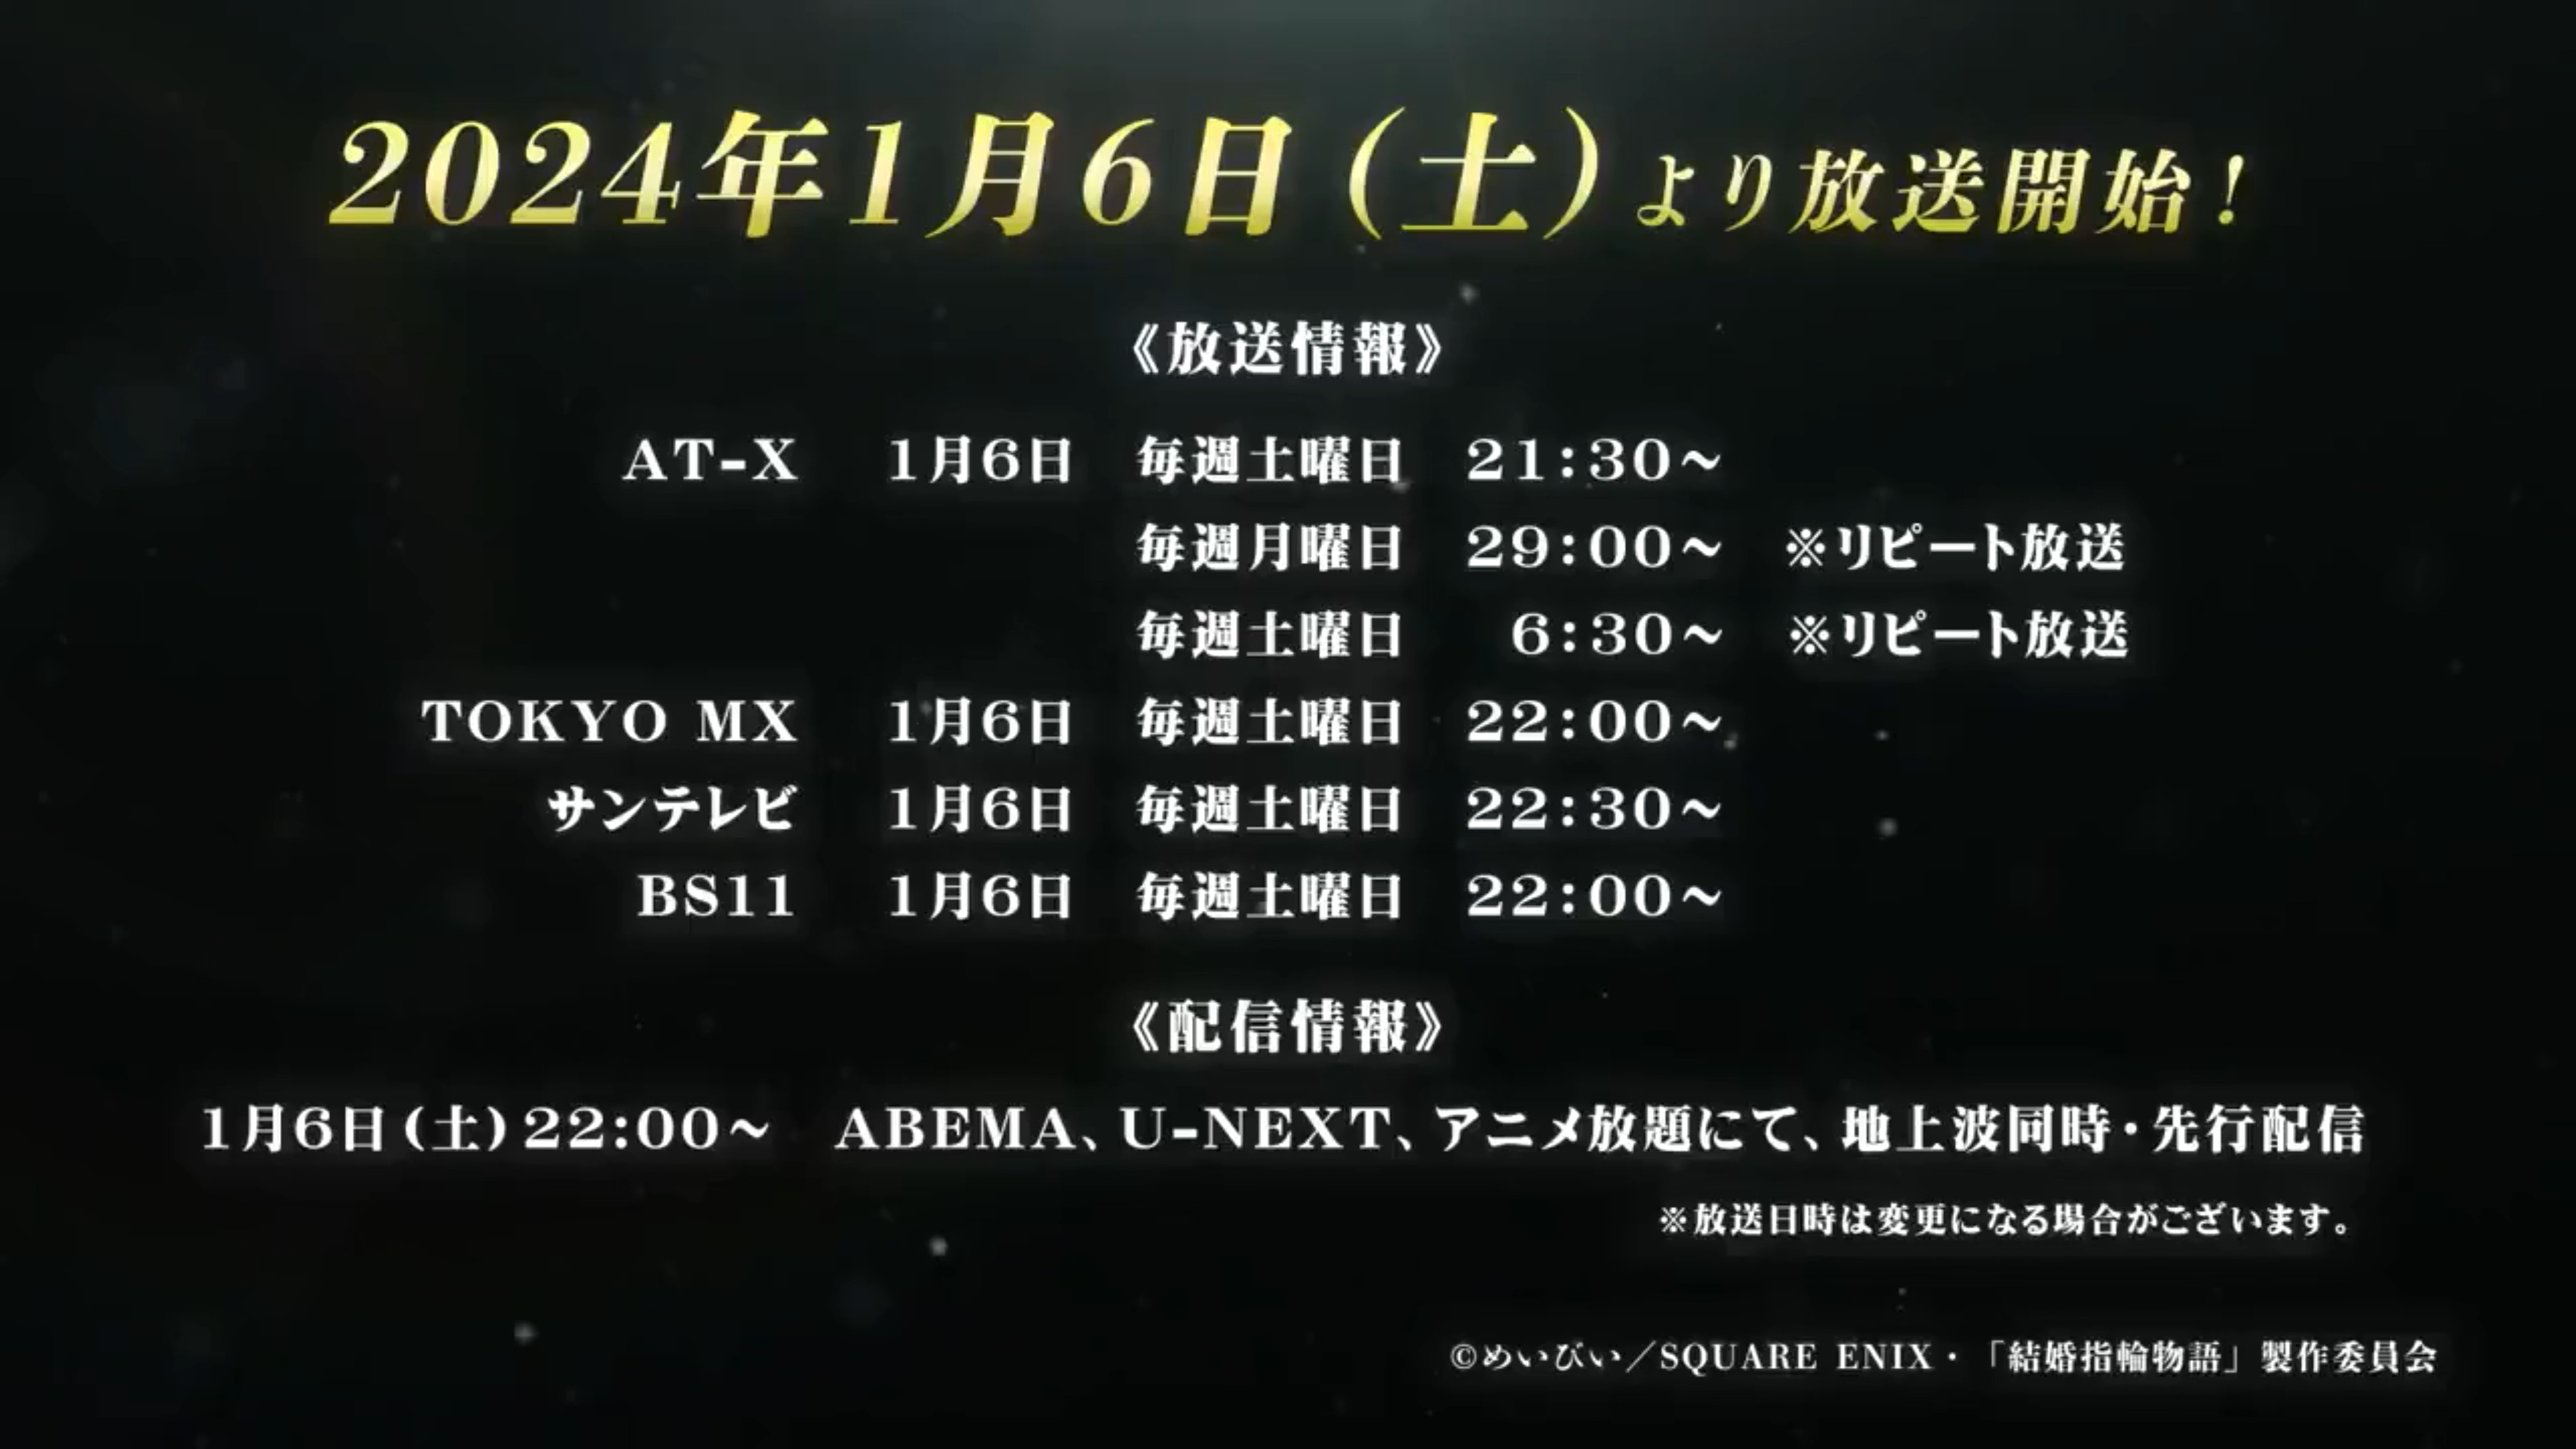 2024年1月6日(土)より放送開始!
《放送情報》
AT-X 1月6日 毎週土曜日 21:30~
毎週月曜日 29:00~ ※リピート放送
毎週土曜日 6:30~ ※リピート放送
TOKYO MX 1月6日 毎週土曜日 22:00~
サンテレビ 1月6日 毎週土曜日 22:30~
BS11 1月6日 毎週土曜日 22:00~
《配信情報》
1月6日(土)22:00~ ABEMA、U-NEXT、アニメ放題にて、地上波同時・先行配信
※放送日時は変更になる場合がございます。
©めいびい/SQUARE ENIX・「結婚指輪物語」製作委員会